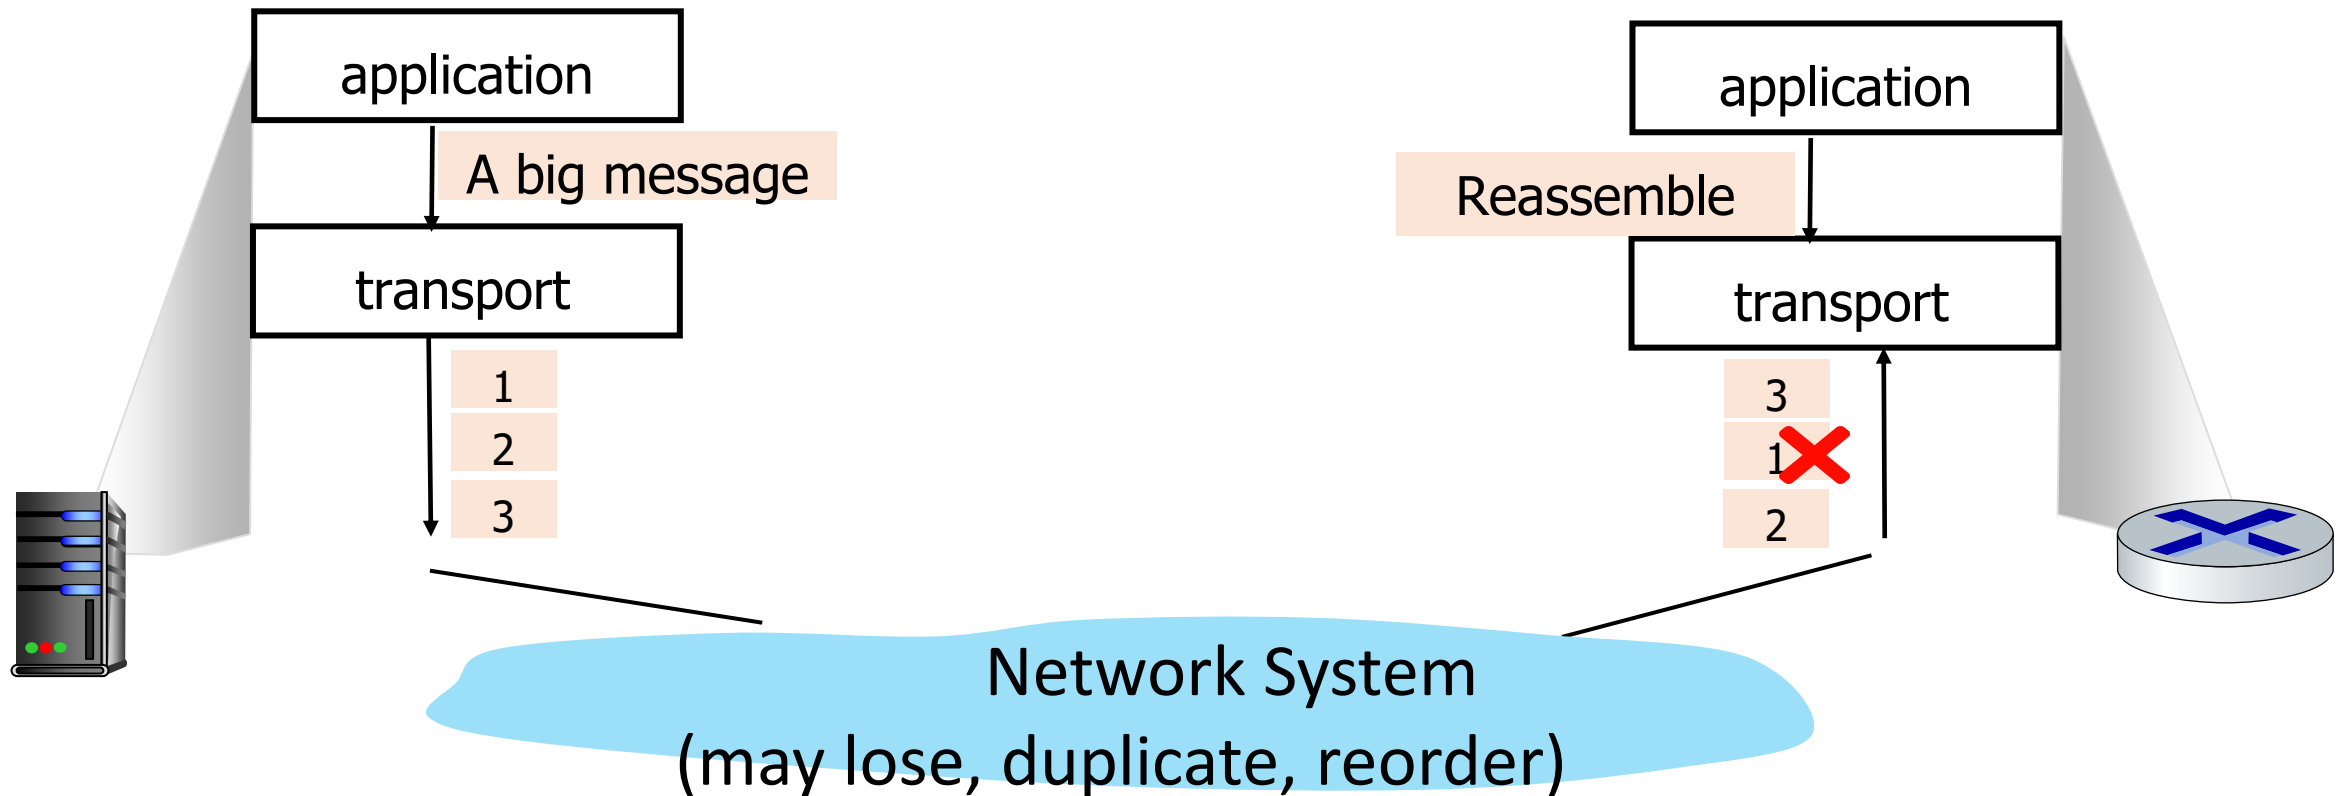 application
A big message
transport
1
2
3
application
Reassemble
transport
3
1
2
Network System
(may lose, duplicate, reorder)